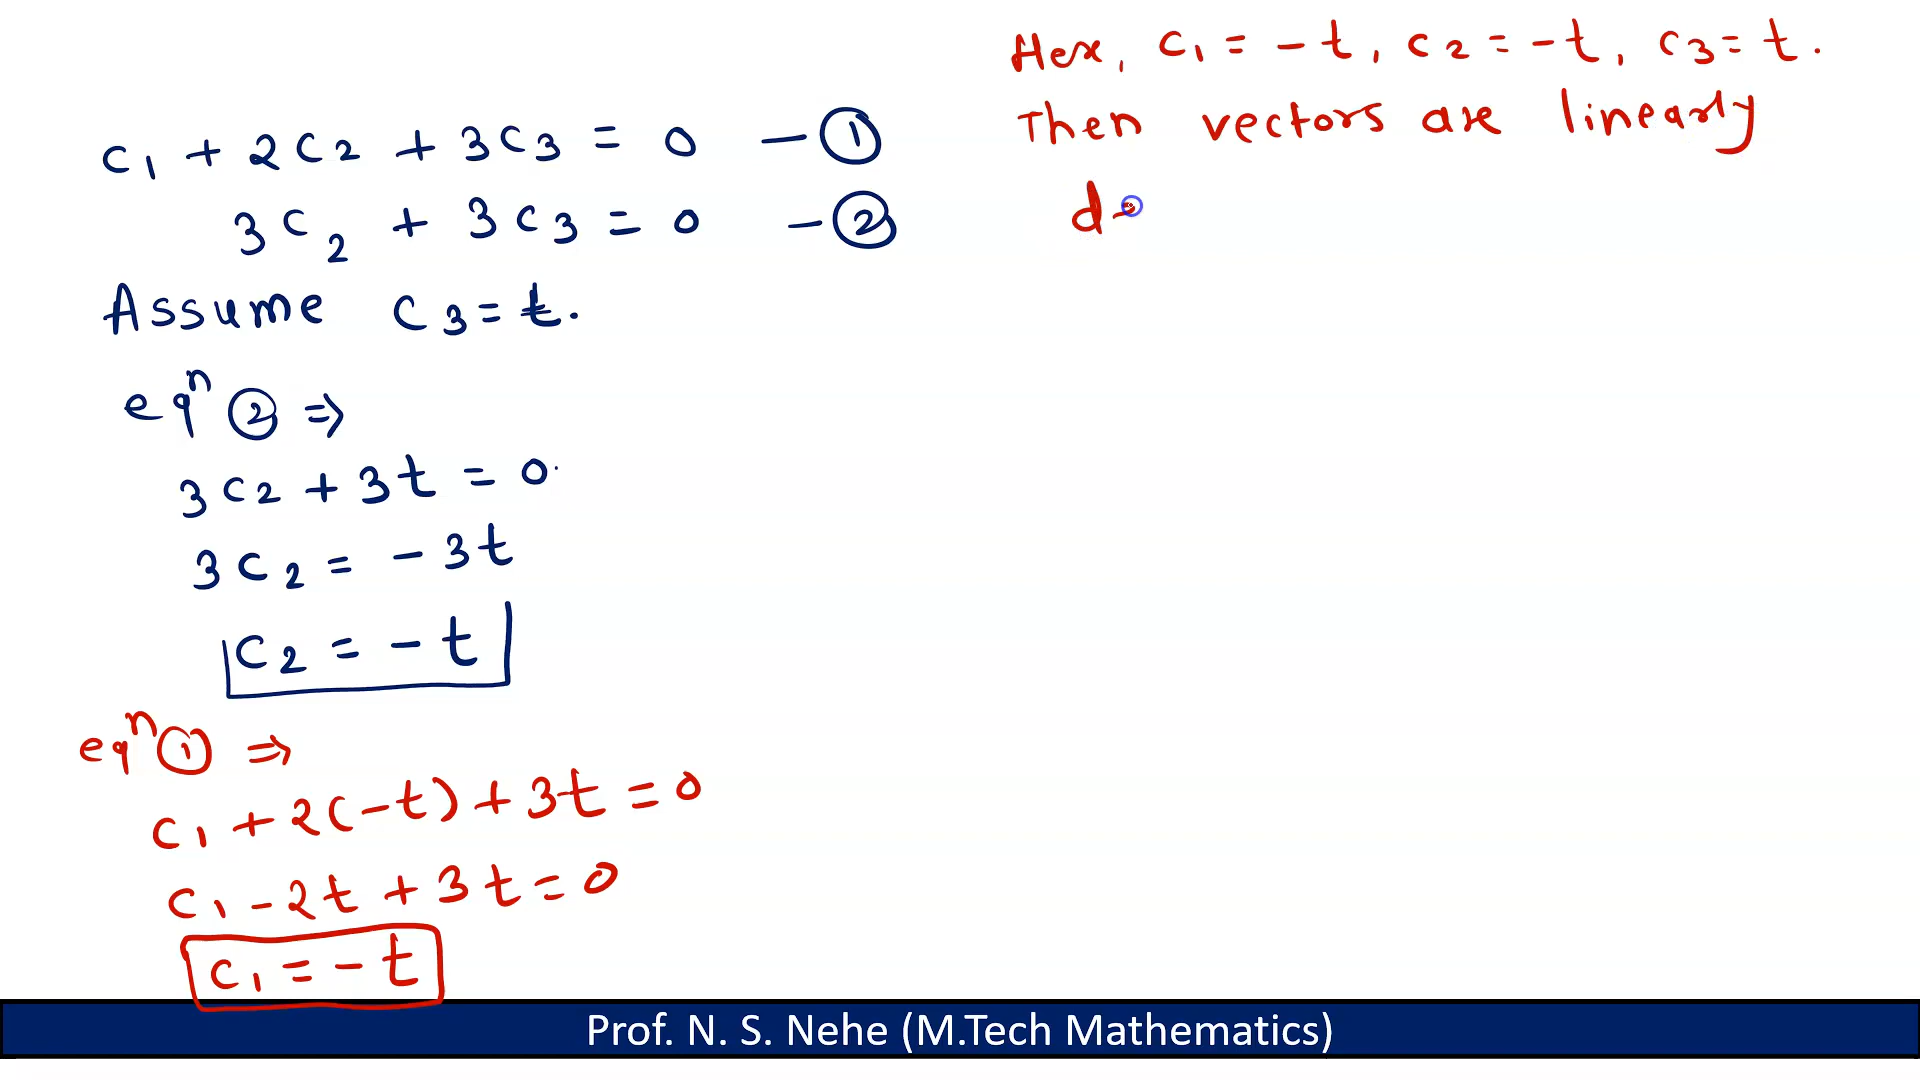 c₁ + 2c₂ + 3c₃ = 0 — ①
3c₂ + 3c₃ = 0 — ②
Assume c₃ = t.
eqⁿ ② ⇒
3c₂ + 3t = 0.
3c₂ = -3t
c₂ = -t
eqⁿ ① ⇒
c₁ + 2(-t) + 3t = 0
c₁ - 2t + 3t = 0
c₁ = -t
Here, c₁ = -t, c₂ = -t, c₃ = t.
Then vectors are linearly
Prof. N. S. Nehe (M.Tech Mathematics)